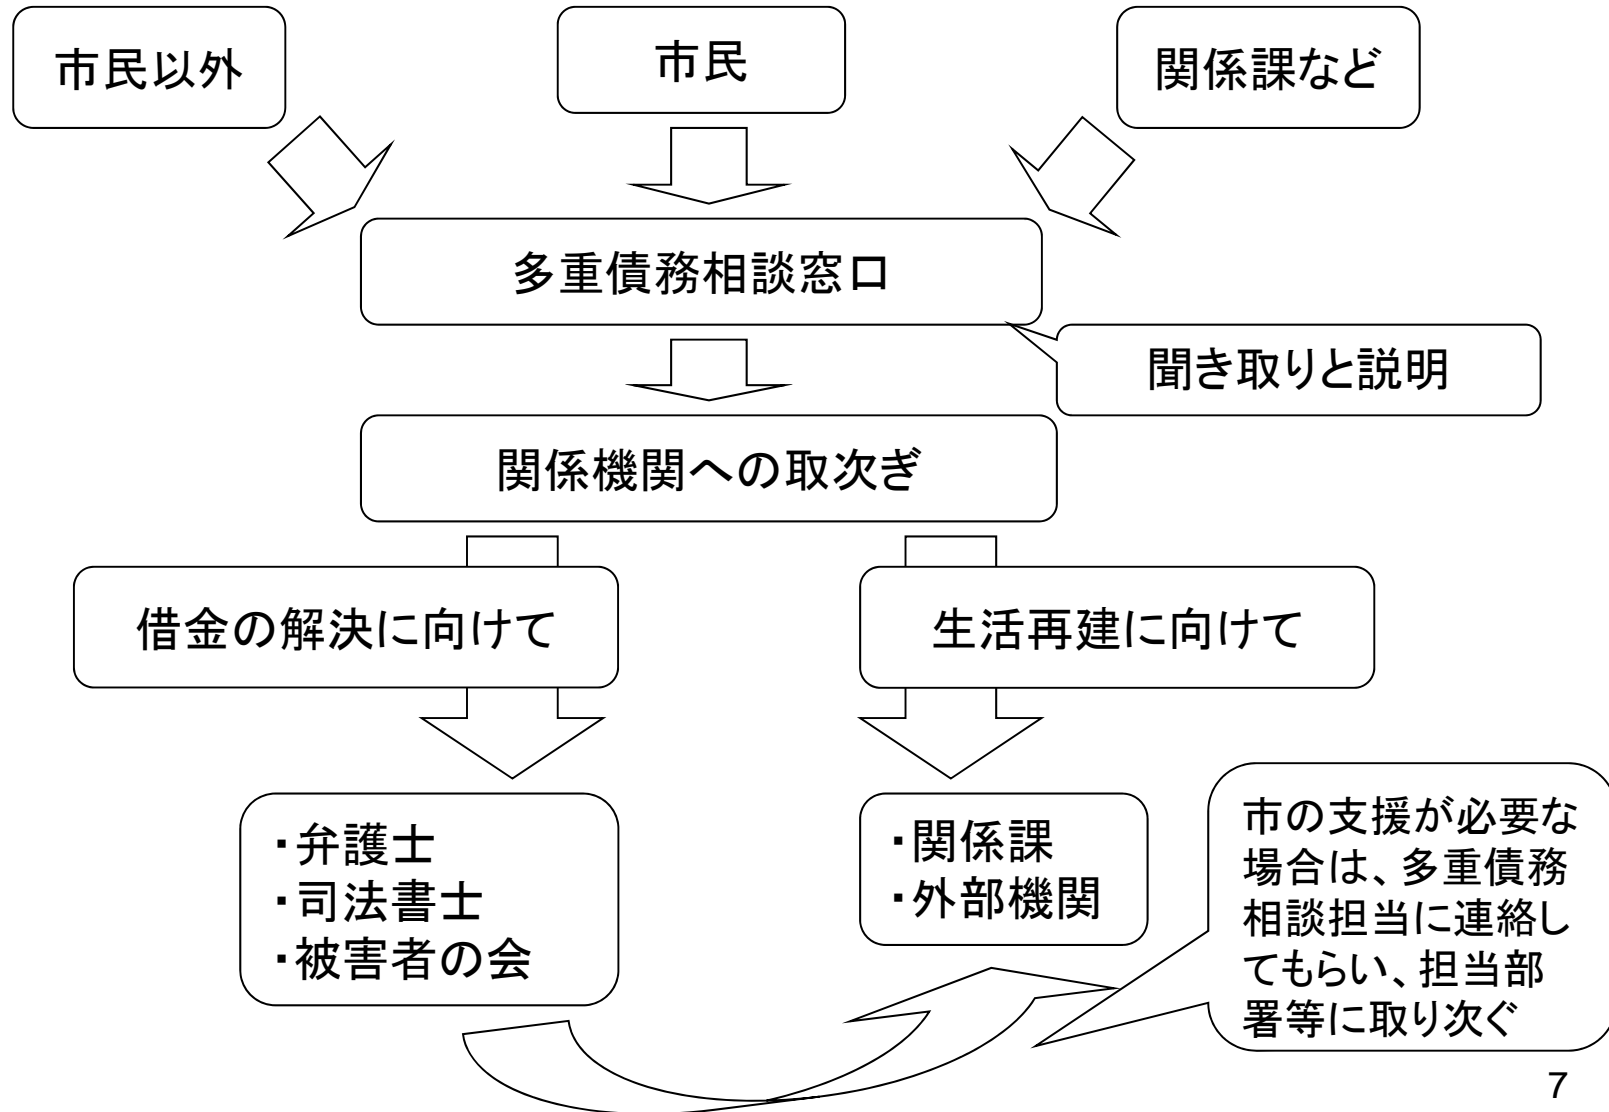 市民以外
市民
関係課など
多重債務相談窓口
聞き取りと説明
関係機関への取次ぎ
借金の解決に向けて
生活再建に向けて
・弁護士
・司法書士
・被害者の会
・関係課
・外部機関
市の支援が必要な
場合は、多重債務
相談担当に連絡し
てもらい、担当部
署等に取り次ぐ
7